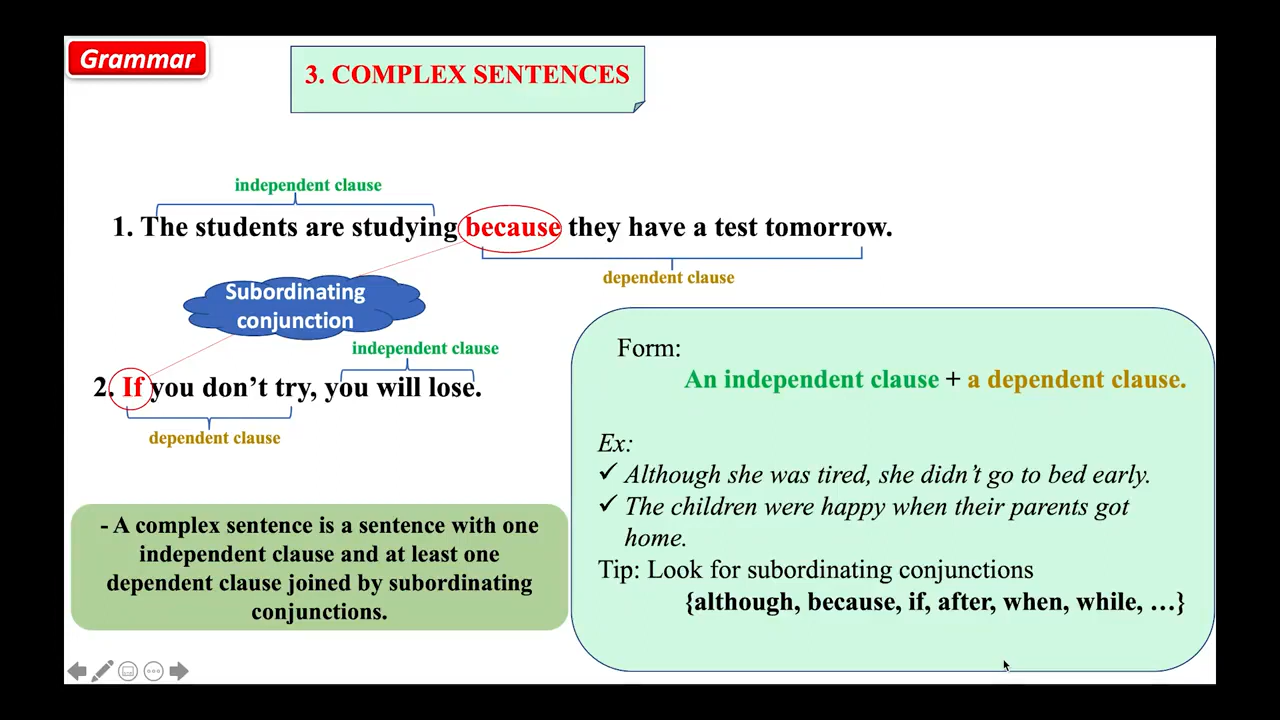 Grammar
3. COMPLEX SENTENCES
independent clause
1. The students are studying because they have a test tomorrow.
dependent clause
Subordinating
conjunction
independent clause
2. If you don't try, you will lose.
dependent clause
- A complex sentence is a sentence with one
independent clause and at least one
dependent clause joined by subordinating
conjunctions.
Form:
An independent clause + a dependent clause.
Ex:
✓ Although she was tired, she didn't go to bed early.
✓ The children were happy when their parents got
home.
Tip: Look for subordinating conjunctions
{although, because, if, after, when, while, …}